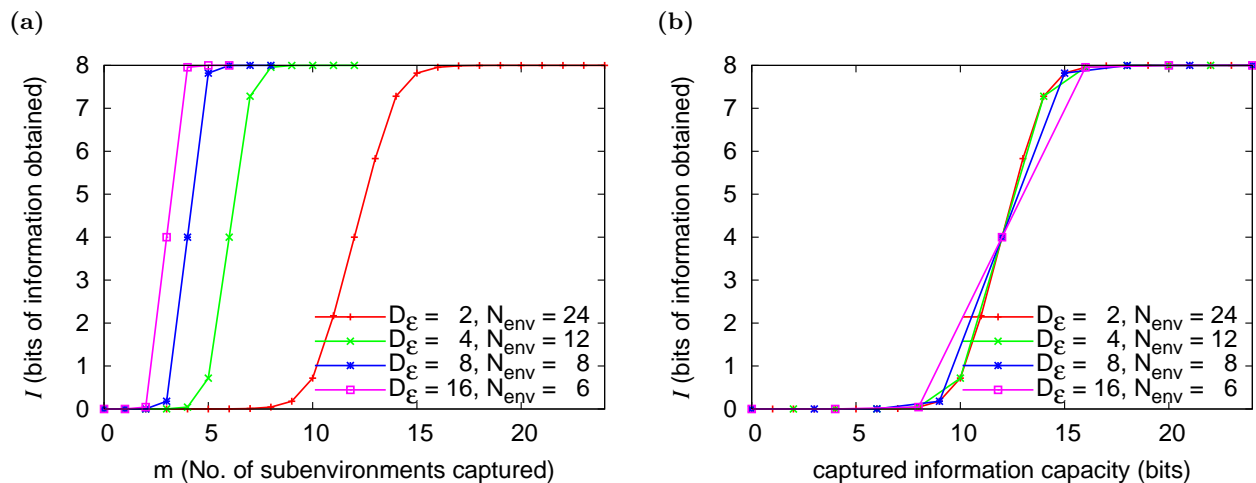 (a)
I (bits of information obtained)
8
7
6
5
4
3
2
1
0
0 5 10 15 20
m (No. of subenvironments captured)
Dε = 2, Nenv = 24
Dε = 4, Nenv = 12
Dε = 8, Nenv = 8
Dε = 16, Nenv = 6
(b)
I (bits of information obtained)
8
7
6
5
4
3
2
1
0
0 5 10 15 20
captured information capacity (bits)
Dε = 2, Nenv = 24
Dε = 4, Nenv = 12
Dε = 8, Nenv = 8
Dε = 16, Nenv = 6